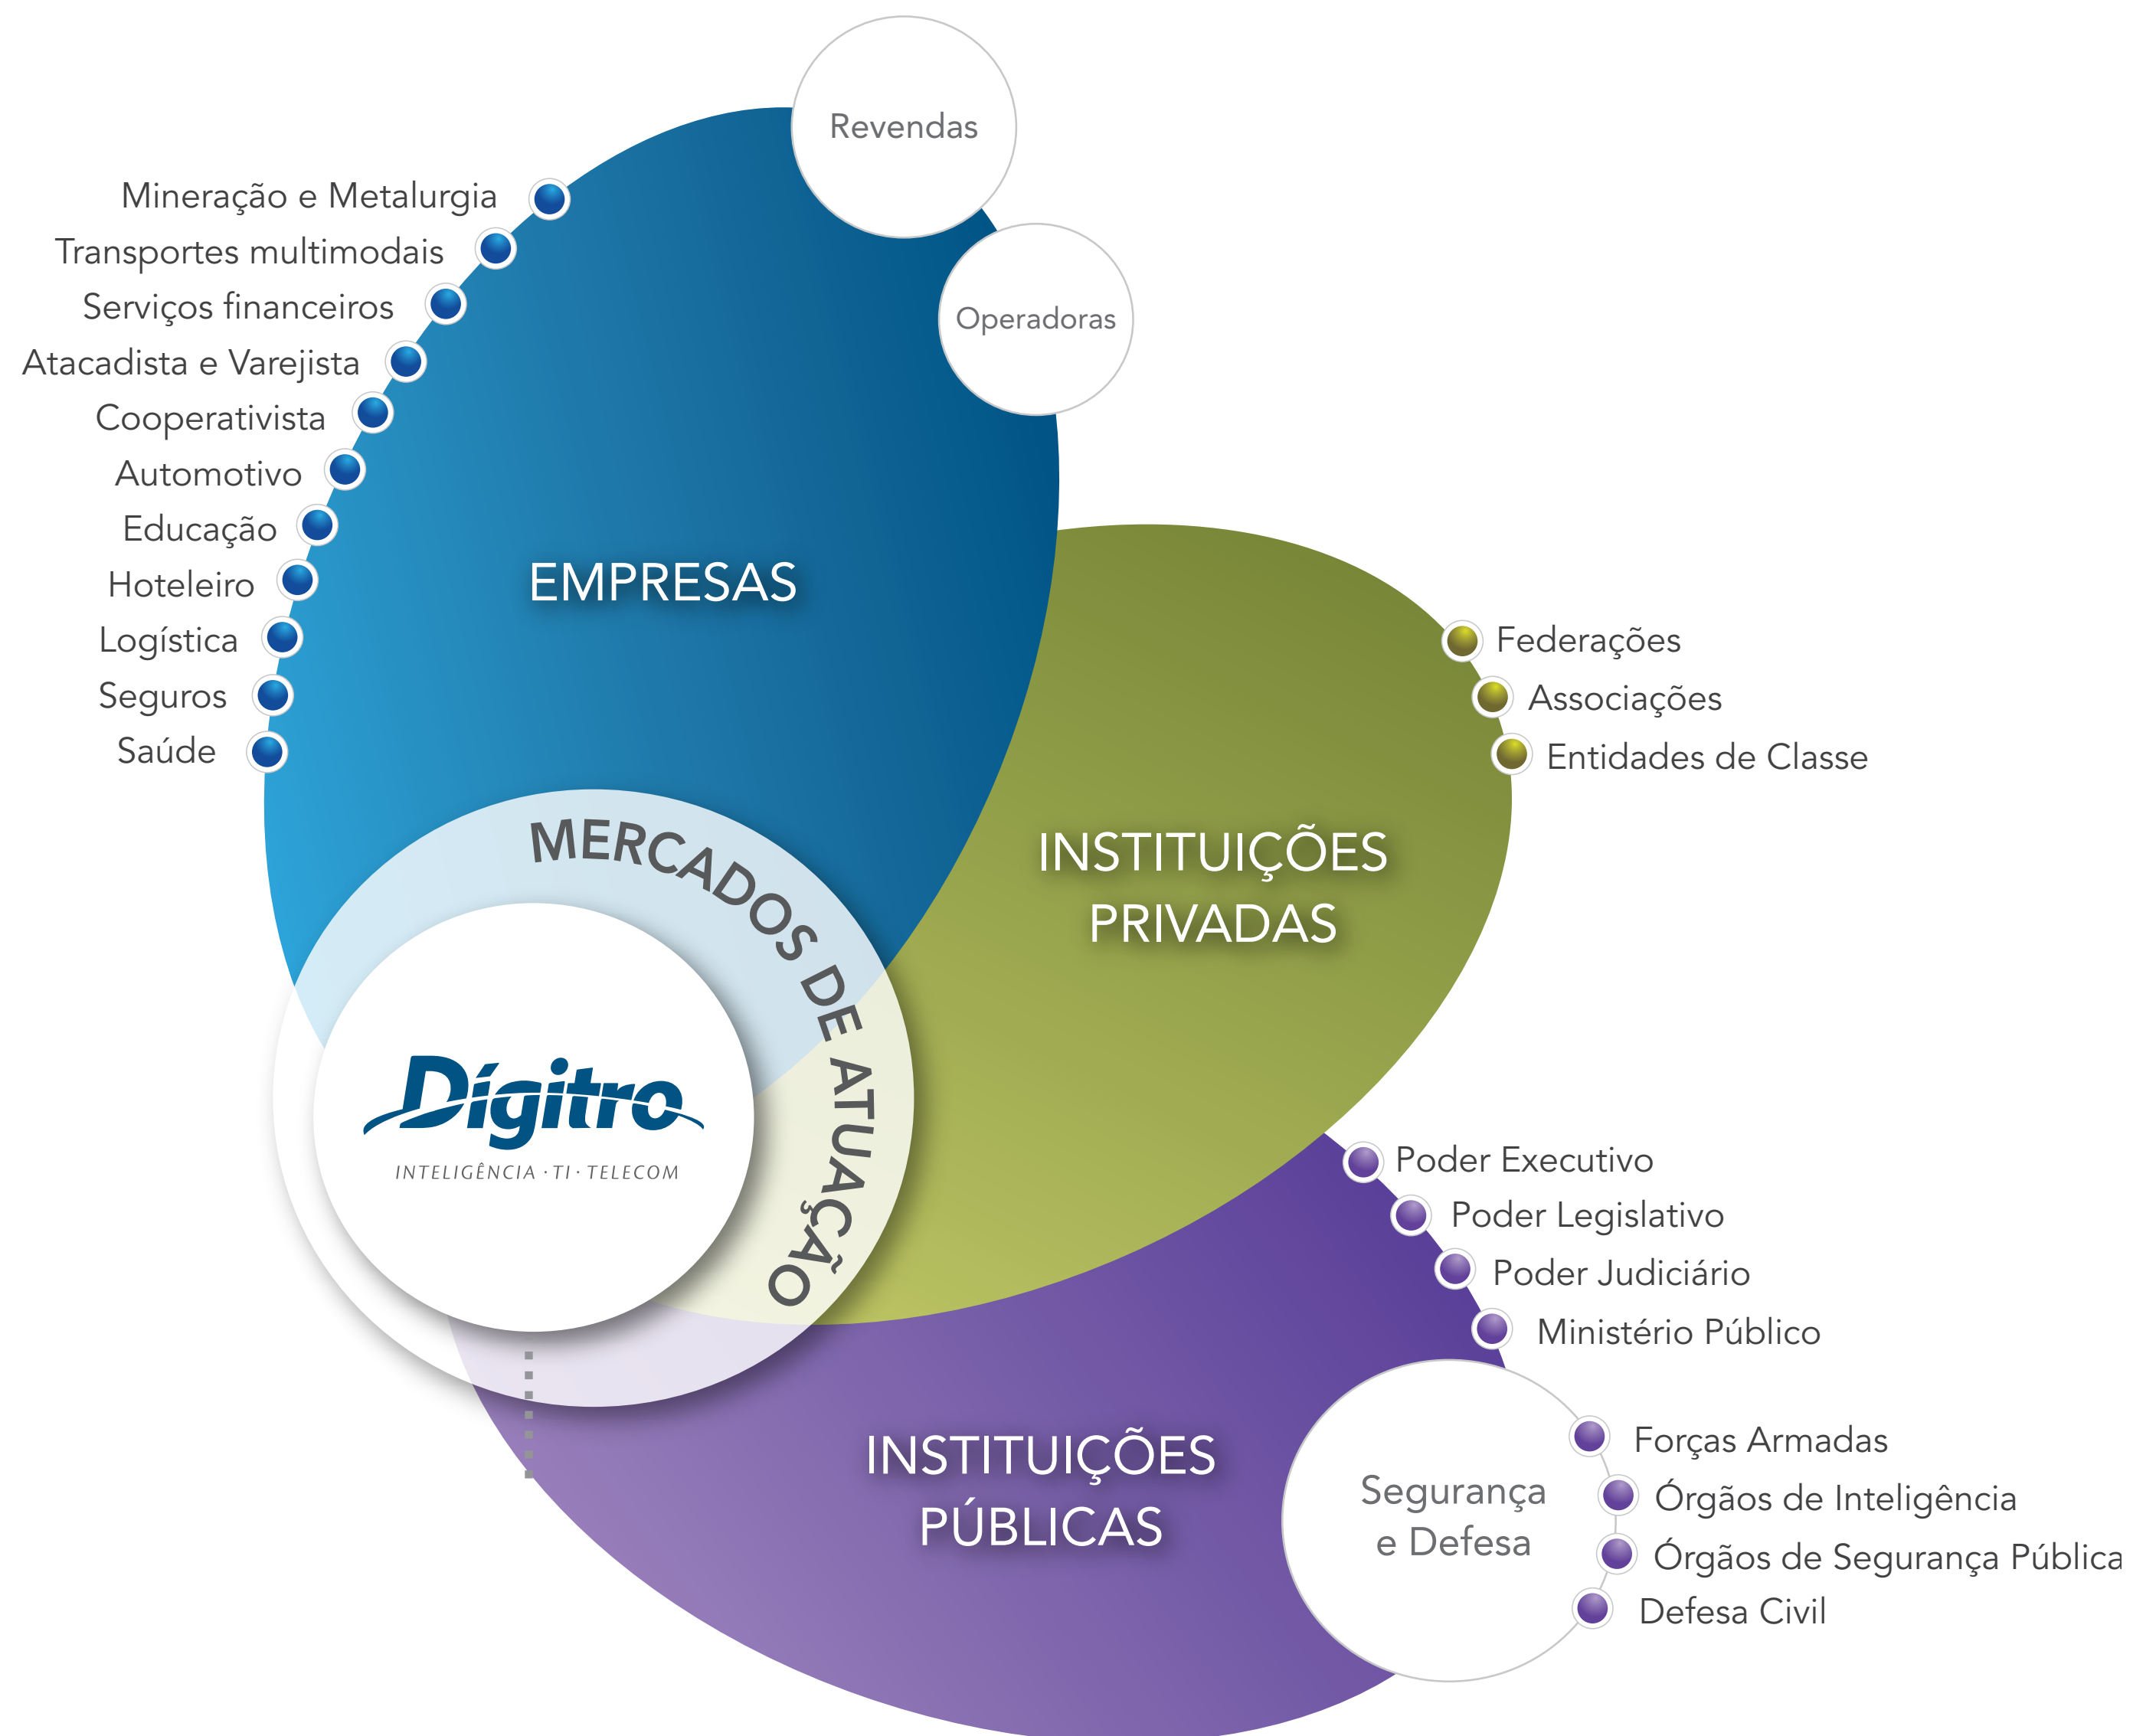 Revendas
Operadoras
Mineração e Metalurgia
Transportes multimodais
Serviços financeiros
Atacadista e Varejista
Cooperativista
Automotivo
Educação
Hoteleiro
Logística
Seguros
Saúde
EMPRESAS
Federações
Associações
Entidades de Classe
INSTITUIÇÕES
PRIVADAS
MERCADOS DE ATUAÇÃO
Dígitro
INTELIGÊNCIA · TI · TELECOM
Poder Executivo
Poder Legislativo
Poder Judiciário
Ministério Público
INSTITUIÇÕES
PÚBLICAS
Segurança
e Defesa
Forças Armadas
Órgãos de Inteligência
Órgãos de Segurança Pública
Defesa Civil